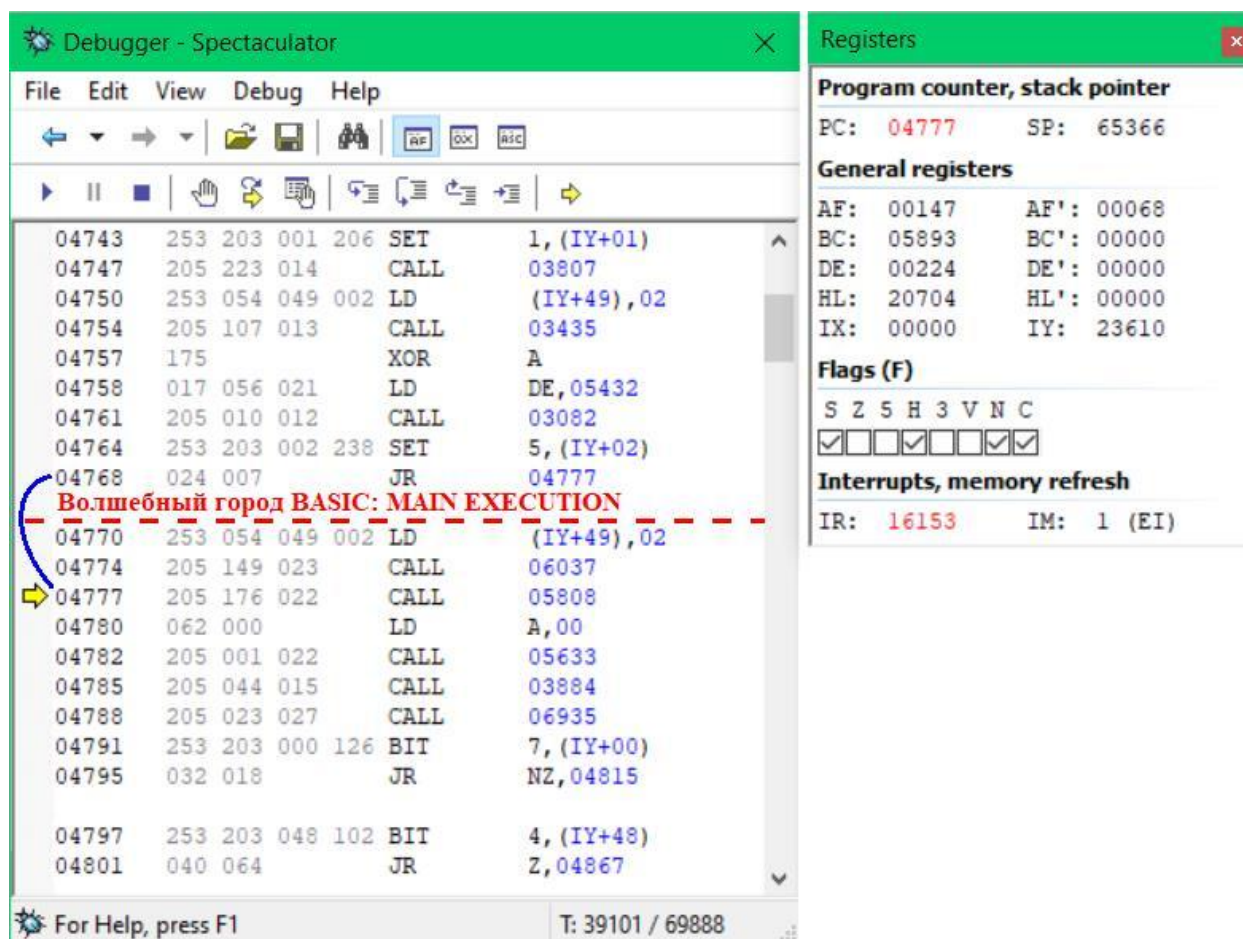 Debugger - Spectaculator
File Edit View Debug Help
04743 253 203 001 206 SET 1,(IY+01)
04747 205 223 014 CALL 03807
04750 253 054 049 002 LD (IY+49),02
04754 205 107 013 CALL 03435
04757 175 XOR A
04758 017 056 021 LD DE,05432
04761 205 010 012 CALL 03082
04764 253 203 002 238 SET 5,(IY+02)
04768 024 007 JR 04777
Волшебный город BASIC: MAIN EXECUTION
04770 253 054 049 002 LD (IY+49),02
04774 205 149 023 CALL 06037
04777 205 176 022 CALL 05808
04780 062 000 LD A,00
04782 205 001 022 CALL 05633
04785 205 044 015 CALL 03884
04788 205 023 027 CALL 06935
04791 253 203 000 126 BIT 7,(IY+00)
04795 032 018 JR NZ,04815
04797 253 203 048 102 BIT 4,(IY+48)
04801 040 064 JR Z,04867
For Help, press F1 T: 39101 / 69888
Registers
Program counter, stack pointer
PC: 04777 SP: 65366
General registers
AF: 00147 AF': 00068
BC: 05893 BC': 00000
DE: 00224 DE': 00000
HL: 20704 HL': 00000
IX: 00000 IY: 23610
Flags (F)
S Z 5 H 3 V N C
Interrupts, memory refresh
IR: 16153 IM: 1 (EI)